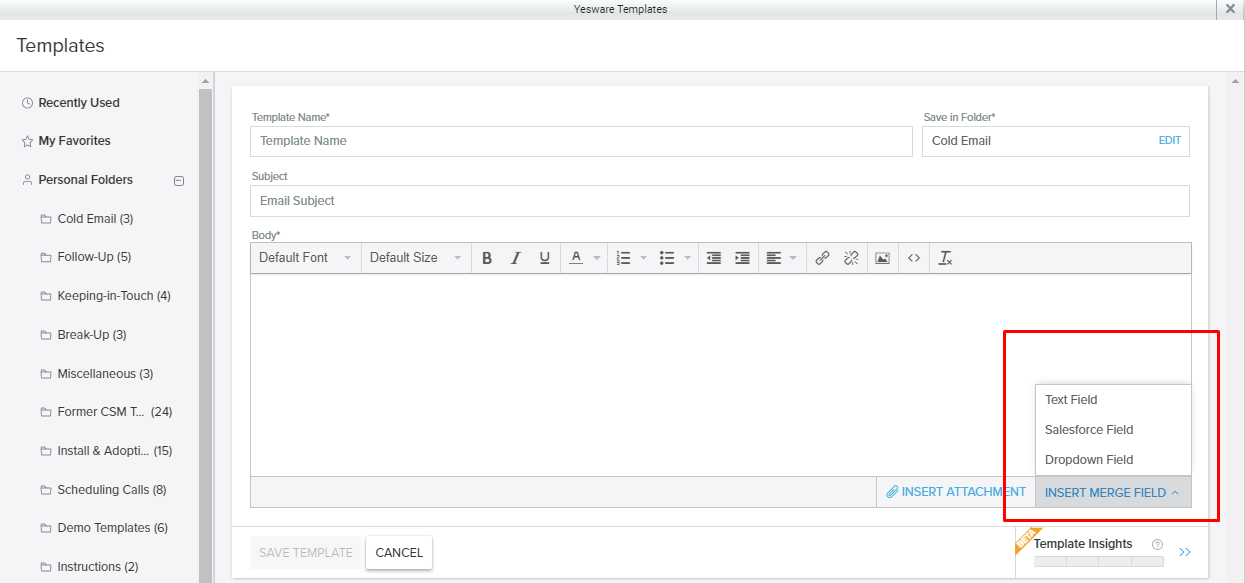 Yesware Templates
Templates
Recently Used
My Favorites
Personal Folders
Cold Email (3)
Follow-Up (5)
Keeping-in-Touch (4)
Break-Up (3)
Miscellaneous (3)
Former CSM T... (24)
Install & Adopti... (15)
Scheduling Calls (8)
Demo Templates (6)
Instructions (2)
Template Name*
Save in Folder*
Template Name
Cold Email EDIT
Subject
Email Subject
Body*
Default Font Default Size B I U A
Text Field
Salesforce Field
Dropdown Field
INSERT ATTACHMENT INSERT MERGE FIELD
SAVE TEMPLATE CANCEL
BETA
Template Insights